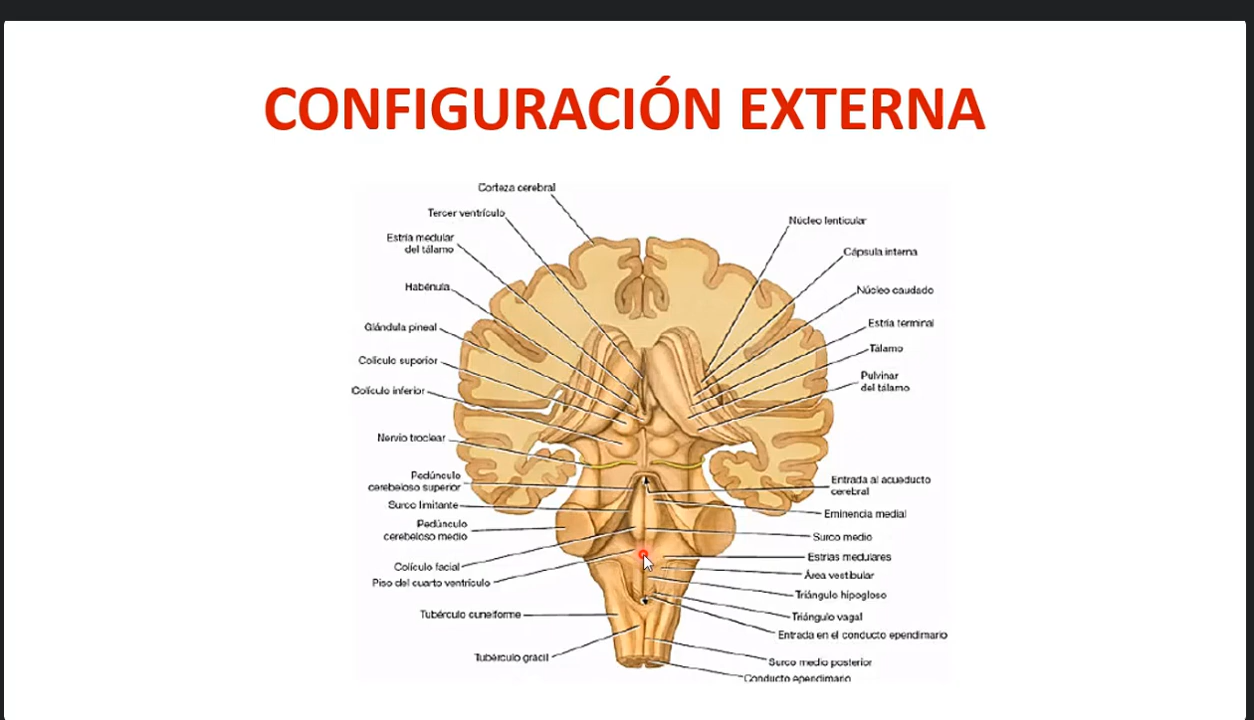 CONFIGURACIÓN EXTERNA
Corteza cerebral
Tercer ventrículo
Estría medular
del tálamo
Habénula
Glándula pineal
Colículo superior
Colículo inferior
Nervio troclear
Pedúnculo
cerebeloso superior
Surco limitante
Pedúnculo
cerebeloso medio
Colículo facial
Piso del cuarto ventrículo
Tubérculo cuneiforme
Tubérculo grácil
Núcleo lenticular
Cápsula interna
Núcleo caudado
Estría terminal
Tálamo
Pulvinar
del tálamo
Entrada al acueducto
cerebral
Eminencia medial
Surco medio
Estrías medulares
Área vestibular
Triángulo hipogloso
Triángulo vagal
Entrada en el conducto ependimario
Surco medio posterior
Conducto ependimario